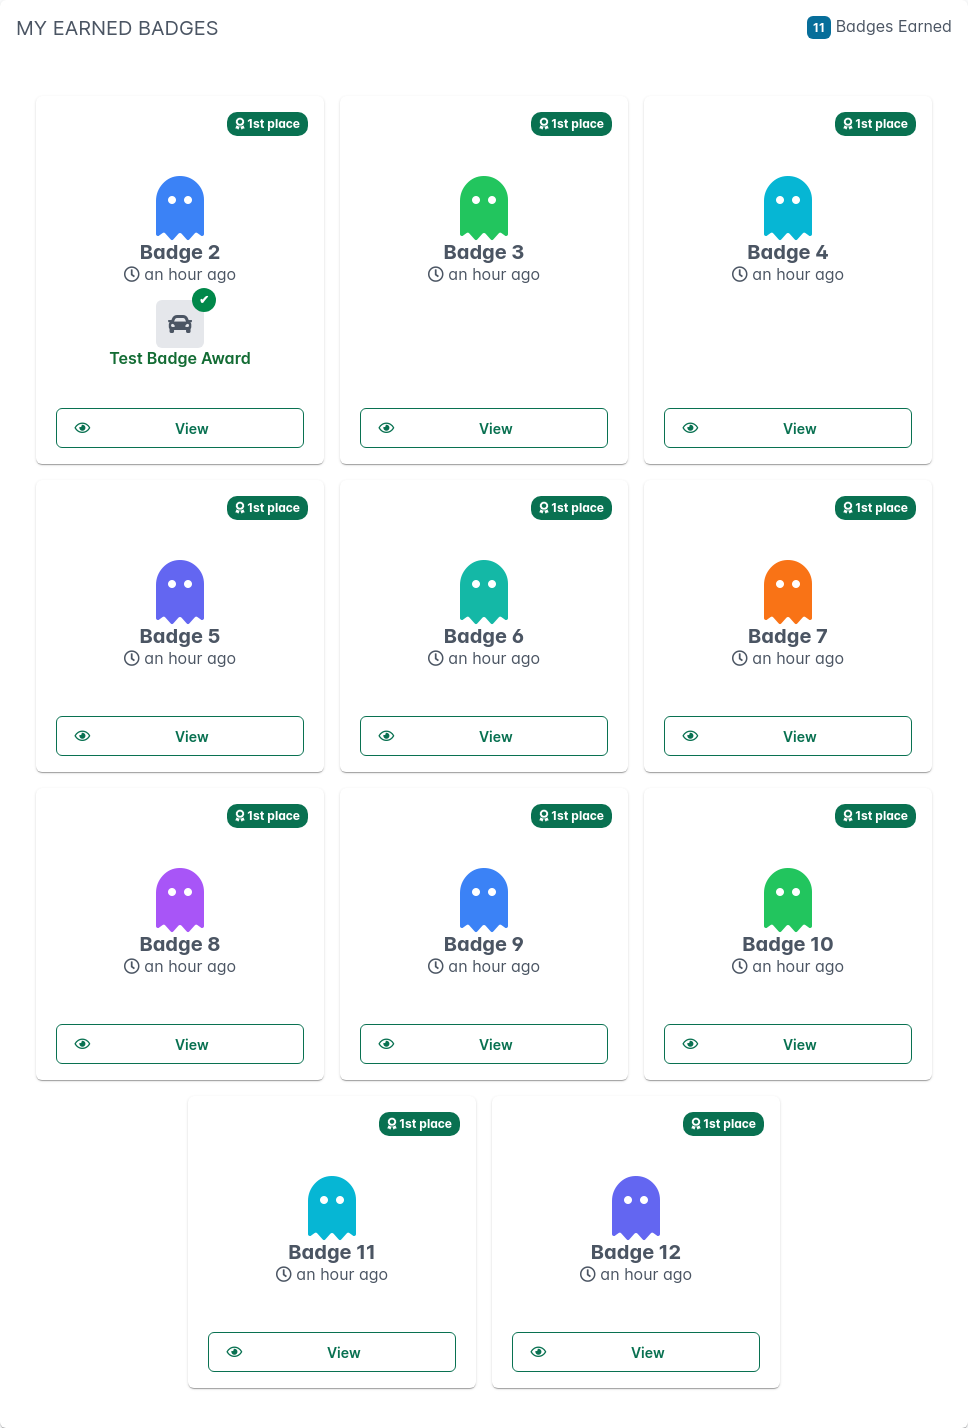 MY EARNED BADGES
11 Badges Earned
1st place
1st place
1st place
Badge 2
Badge 3
Badge 4
an hour ago
an hour ago
an hour ago
Test Badge Award
View
View
View
1st place
1st place
1st place
Badge 5
Badge 6
Badge 7
an hour ago
an hour ago
an hour ago
View
View
View
1st place
1st place
1st place
Badge 8
Badge 9
Badge 10
an hour ago
an hour ago
an hour ago
View
View
View
1st place
1st place
Badge 11
Badge 12
an hour ago
an hour ago
View
View